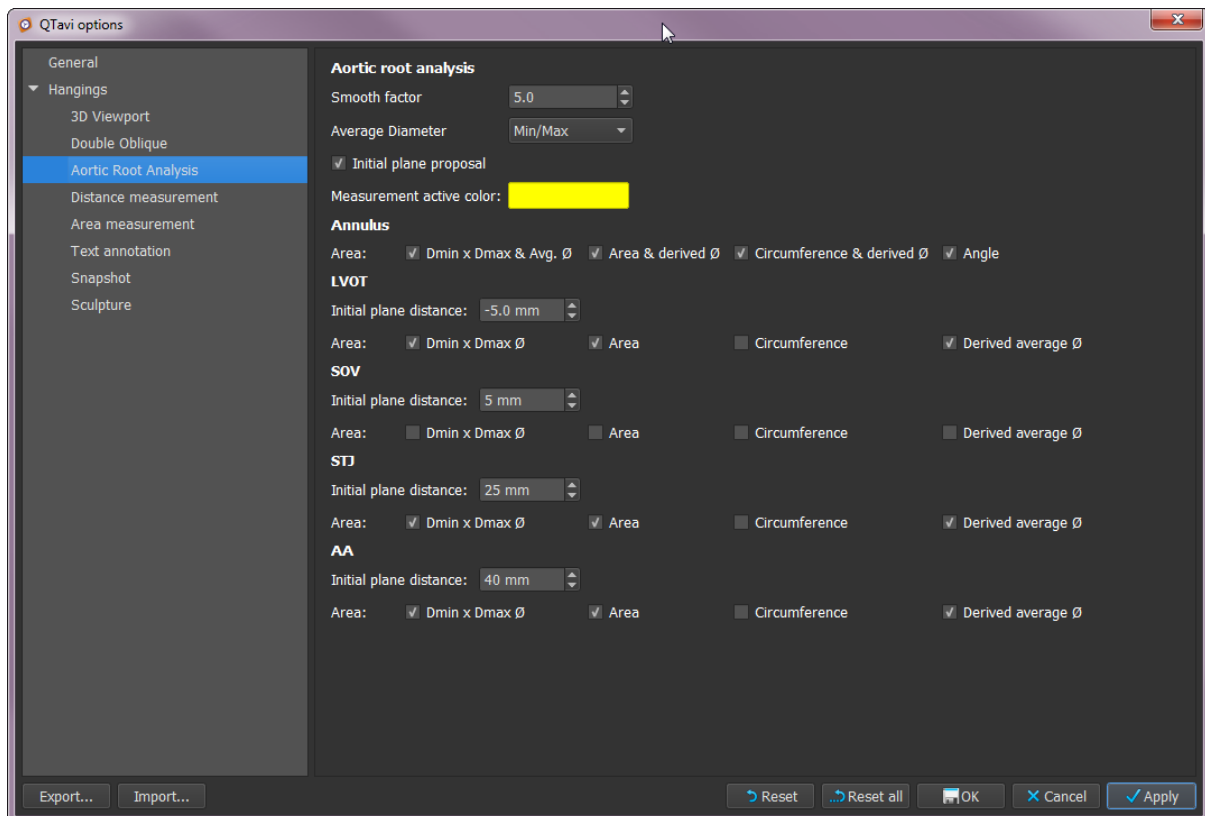 QTavi options
General
Hangings
3D Viewport
Double Oblique
Aortic Root Analysis
Distance measurement
Area measurement
Text annotation
Snapshot
Sculpture
Aortic root analysis
Smooth factor 5.0
Average Diameter Min/Max
Initial plane proposal
Measurement active color:
Annulus
Area: Dmin x Dmax & Avg. Ø Area & derived Ø Circumference & derived Ø Angle
LVOT
Initial plane distance: -5.0 mm
Area: Dmin x Dmax Ø Area Circumference Derived average Ø
SOV
Initial plane distance: 5 mm
Area: Dmin x Dmax Ø Area Circumference Derived average Ø
STJ
Initial plane distance: 25 mm
Area: Dmin x Dmax Ø Area Circumference Derived average Ø
AA
Initial plane distance: 40 mm
Area: Dmin x Dmax Ø Area Circumference Derived average Ø
Export... Import... Reset Reset all OK Cancel Apply